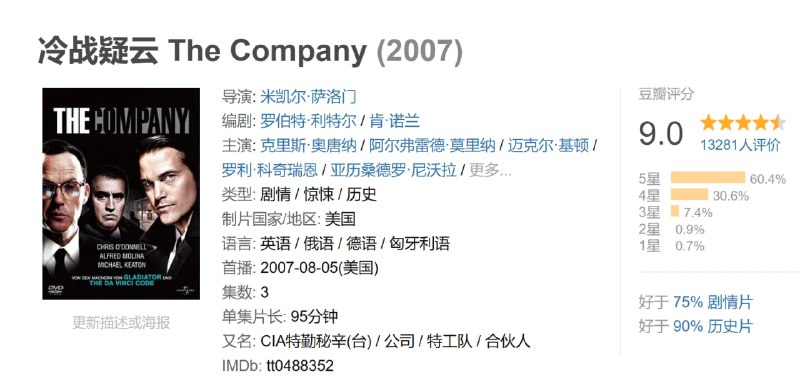 冷战疑云 The Company (2007)
THE COMPANY
CHRIS O'DONNELL
ALFRED MOLINA
MICHAEL KEATON
VON DEN MACHERN VON GLADIATOR UND
THE DA VINCI CODE
DVD
更新描述或海报
导演: 米凯尔·萨洛门
编剧: 罗伯特·利特尔 / 肯·诺兰
主演: 克里斯·奥唐纳 / 阿尔弗雷德·莫里纳 / 迈克尔·基顿 /
罗利·科奇瑞恩 / 亚历桑德罗·尼沃拉 / 更多...
类型: 剧情 / 惊悚 / 历史
制片国家/地区: 美国
语言: 英语 / 俄语 / 德语 / 匈牙利语
首播: 2007-08-05(美国)
集数: 3
单集片长: 95分钟
又名: CIA特勤秘辛(台) / 公司 / 特工队 / 合伙人
IMDb: tt0488352
豆瓣评分
9.0
13281人评价
5星 60.4%
4星 30.6%
3星 7.4%
2星 0.9%
1星 0.7%
好于 75% 剧情片
好于 90% 历史片